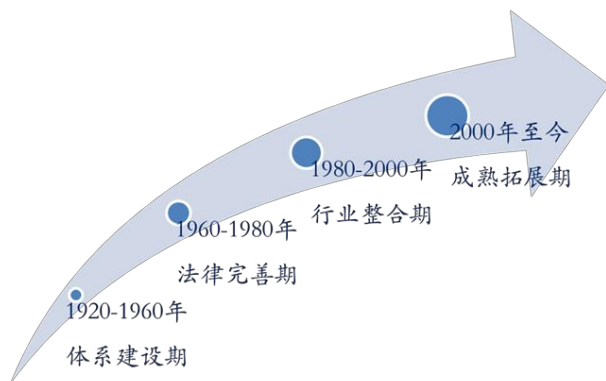 2000年至今
成熟拓展期
1980-2000年
行业整合期
1960-1980年
法律完善期
1920-1960年
体系建设期